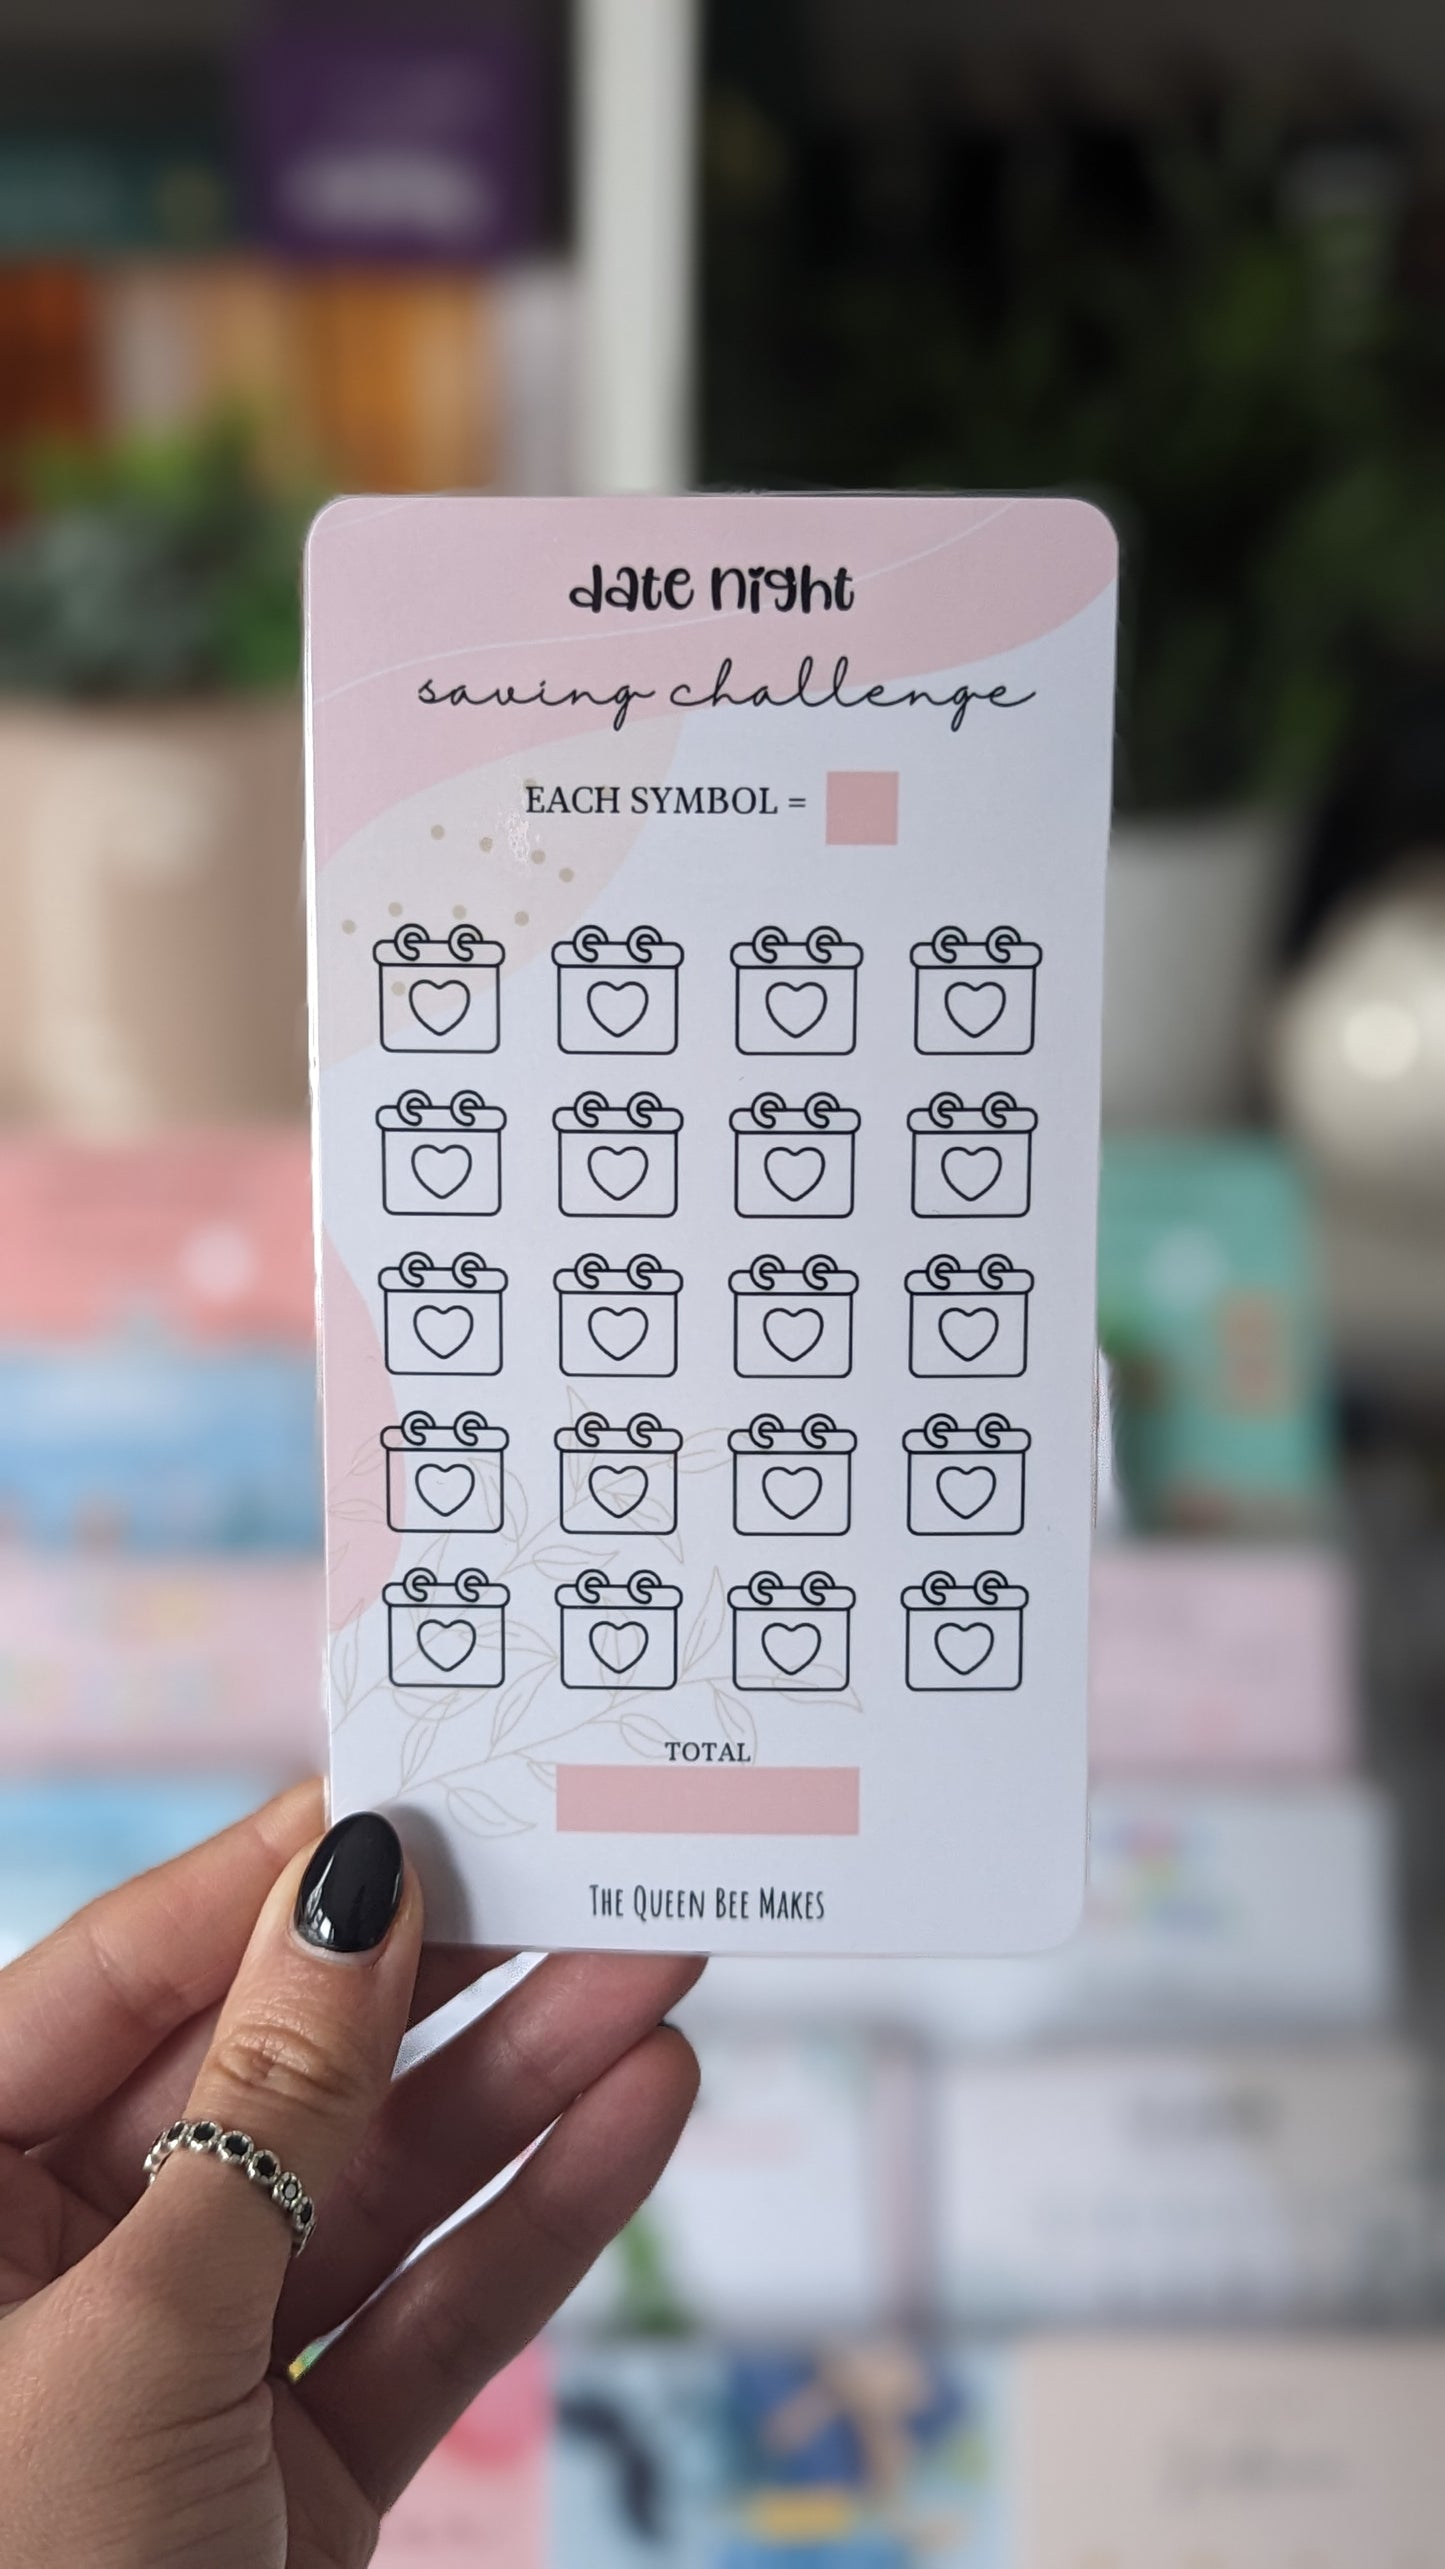 date night
saving challenge
EACH SYMBOL =
TOTAL
THE QUEEN BEE MAKES